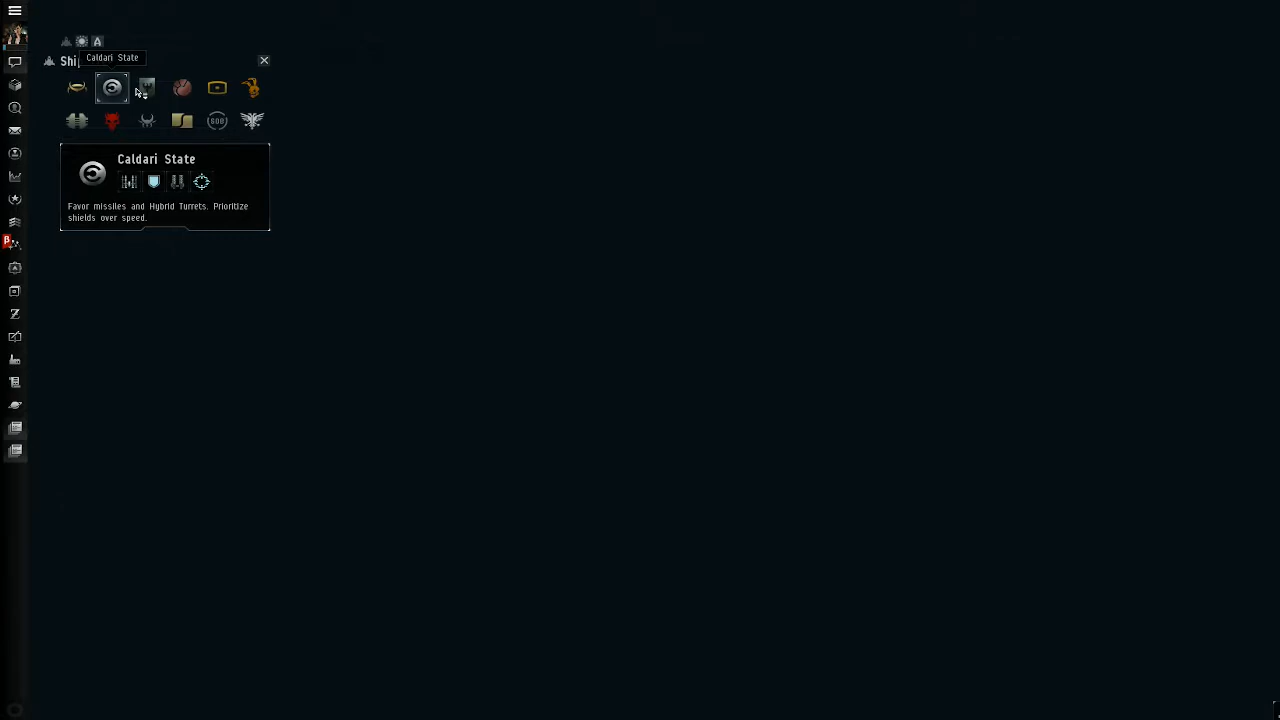 Caldari State
Shi
Caldari State
Favor missiles and Hybrid Turrets. Prioritize
shields over speed.